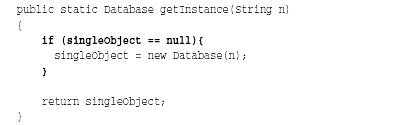 public static Database getInstance(String n)
{
if (singleObject == null){
singleObject = new Database(n);
}
return singleObject;
}